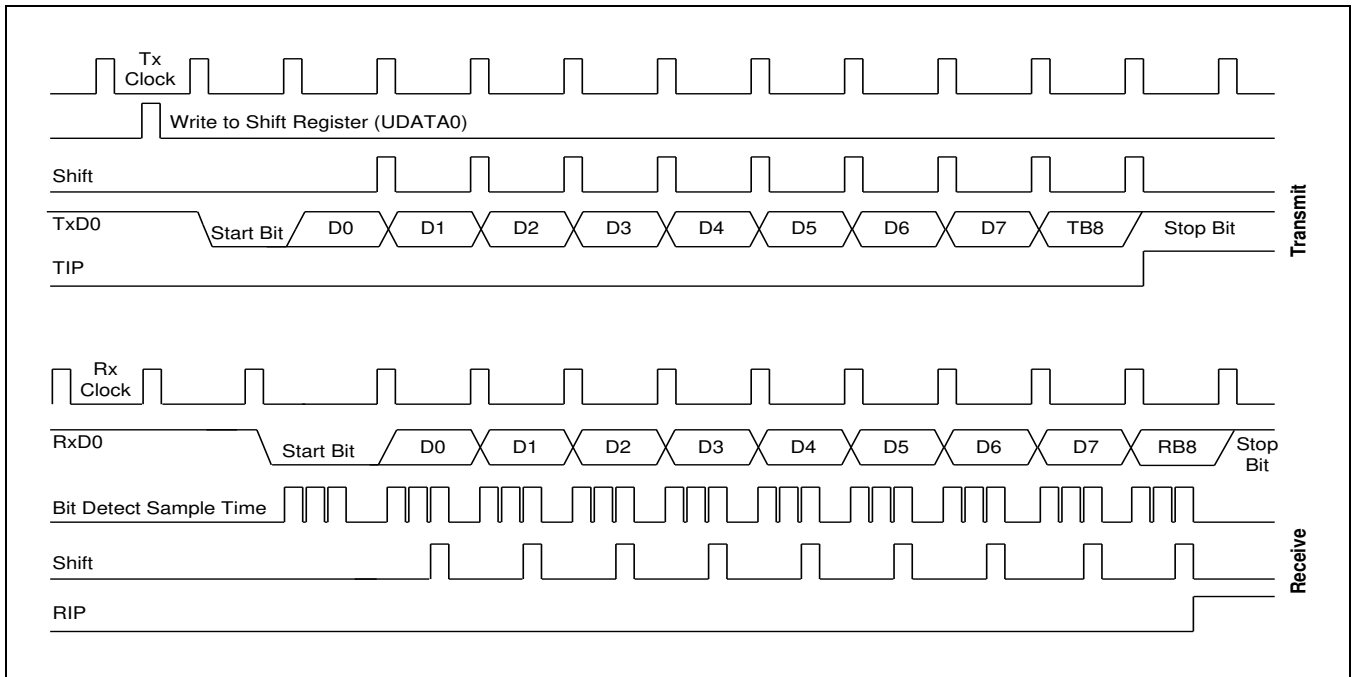 Tx
Clock
Write to Shift Register (UDATA0)
Shift
TxD0
Start Bit D0 D1 D2 D3 D4 D5 D6 D7 TB8 Stop Bit
TIP
Transmit
Rx
Clock
RxD0
Start Bit D0 D1 D2 D3 D4 D5 D6 D7 RB8 Stop
Bit
Bit Detect Sample Time
Shift
RIP
Receive